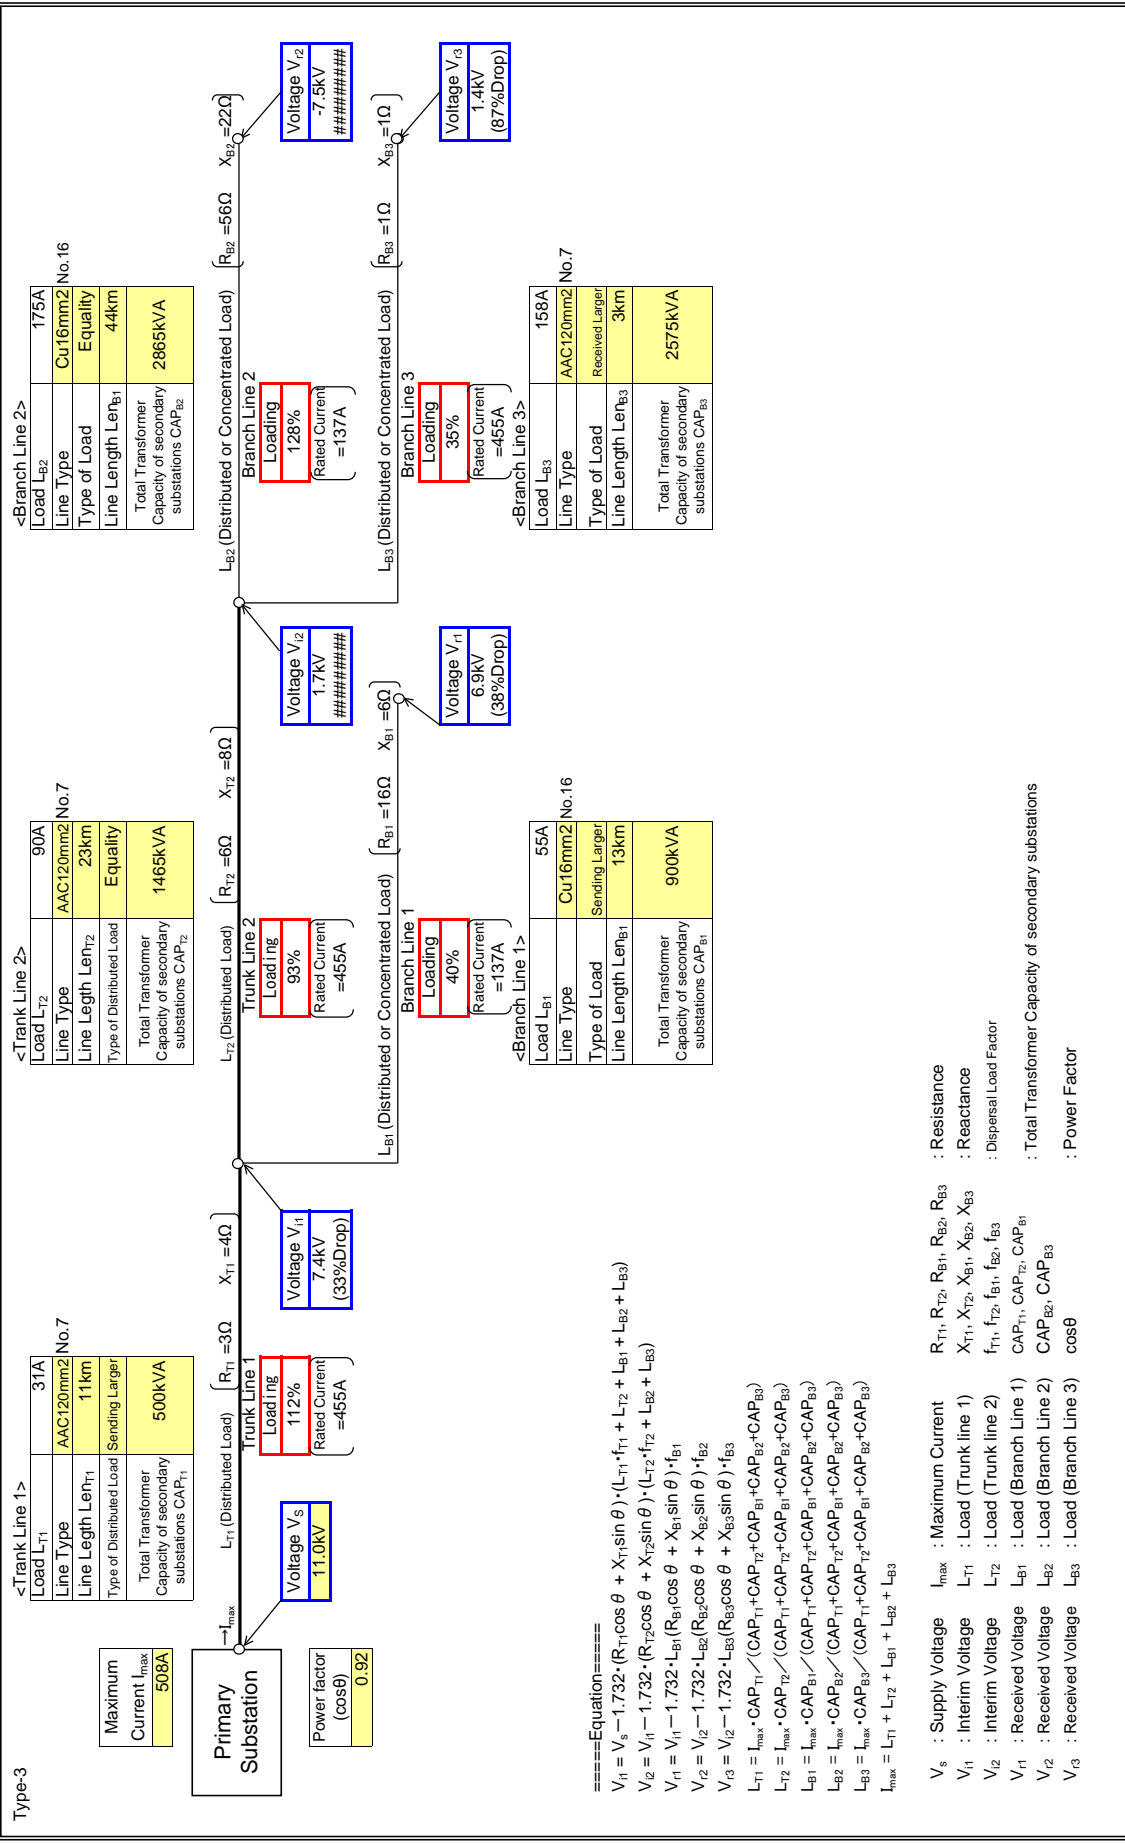 Type-3
Maximum
Current Imax
508A
Primary
Substation
Power factor
(cosθ)
0.92
→Imax
Voltage VS
11.0kV
<Trank Line 1>
Load LT1 31A
Line Type AAC120mm2 No.7
Line Legth LenT1 11km
Type of Distributed Load Sending Larger
Total Transformer
Capacity of secondary
substations CAPT1
500kVA
LT1 (Distributed Load)
RT1 =3Ω XT1 =4Ω
Trunk Line 1
Loading
112%
Rated Current
=455A
Voltage Vi1
7.4kV
(33%Drop)
<Trank Line 2>
Load LT2 90A
Line Type AAC120mm2 No.7
Line Legth LenT2 23km
Type of Distributed Load Equality
Total Transformer
Capacity of secondary
substations CAPT2
1465kVA
LT2 (Distributed Load)
RT2 =6Ω XT2 =8Ω
Trunk Line 2
Loading
93%
Rated Current
=455A
Voltage Vi2
1.7kV
#########
LB1 (Distributed or Concentrated Load)
RB1 =16Ω XB1 =6Ω
Branch Line 1
Loading
40%
Rated Current
=137A
Voltage Vr1
6.9kV
(38%Drop)
<Branch Line 1>
Load LB1 55A
Line Type Cu16mm2 No.16
Type of Load Sending Larger
Line Length LenB1 13km
Total Transformer
Capacity of secondary
substations CAPB1
900kVA
<Branch Line 2>
Load LB2 175A
Line Type Cu16mm2 No.16
Type of Load Equality
Line Length LenB1 44km
Total Transformer
Capacity of secondary
substations CAPB2
2865kVA
LB2 (Distributed or Concentrated Load)
RB2 =56Ω XB2 =22Ω
Branch Line 2
Loading
128%
Rated Current
=137A
Voltage Vr2
-7.5kV
#########
LB3 (Distributed or Concentrated Load)
RB3 =1Ω XB3 =1Ω
Branch Line 3
Loading
35%
Rated Current
=455A
Voltage Vr3
1.4kV
(87%Drop)
<Branch Line 3>
Load LB3 158A
Line Type AAC120mm2 No.7
Type of Load Received Larger
Line Length LenB3 3km
Total Transformer
Capacity of secondary
substations CAPB3
2575kVA
=====Equation=====
Vi1 = Vs−1.732･(RT1cosθ + XT1sinθ)･(LT1･fT1 + LT2 + LB1 + LB2 + LB3)
Vi2 = Vi1−1.732･(RT2cosθ + XT2sinθ)･(LT2･fT2 + LB2 + LB3)
Vr1 = Vi1−1.732･LB1(RB1cosθ + XB1sinθ)･fB1
Vr2 = Vi2−1.732･LB2(RB2cosθ + XB2sinθ)･fB2
Vr3 = Vi2−1.732･LB3(RB3cosθ + XB3sinθ)･fB3
LT1 = Imax･CAPT1／(CAPT1+CAPT2+CAPB1+CAPB2+CAPB3)
LT2 = Imax･CAPT2／(CAPT1+CAPT2+CAPB1+CAPB2+CAPB3)
LB1 = Imax･CAPB1／(CAPT1+CAPT2+CAPB1+CAPB2+CAPB3)
LB2 = Imax･CAPB2／(CAPT1+CAPT2+CAPB1+CAPB2+CAPB3)
LB3 = Imax･CAPB3／(CAPT1+CAPT2+CAPB1+CAPB2+CAPB3)
Imax = LT1 + LT2 + LB1 + LB2 + LB3
Vs : Supply Voltage Imax : Maximum Current RT1, RT2, RB1, RB2, RB3 : Resistance
Vi1 : Interim Voltage LT1 : Load (Trunk line 1) XT1, XT2, XB1, XB2, XB3 : Reactance
Vi2 : Interim Voltage LT2 : Load (Trunk line 2) fT1, fT2, fB1, fB2, fB3 : Dispersal Load Factor
Vr1 : Received Voltage LB1 : Load (Branch Line 1) CAPT1, CAPT2, CAPB1
Vr2 : Received Voltage LB2 : Load (Branch Line 2) CAPB2, CAPB3 : Total Transformer Capacity of secondary substations
Vr3 : Received Voltage LB3 : Load (Branch Line 3) cosθ : Power Factor